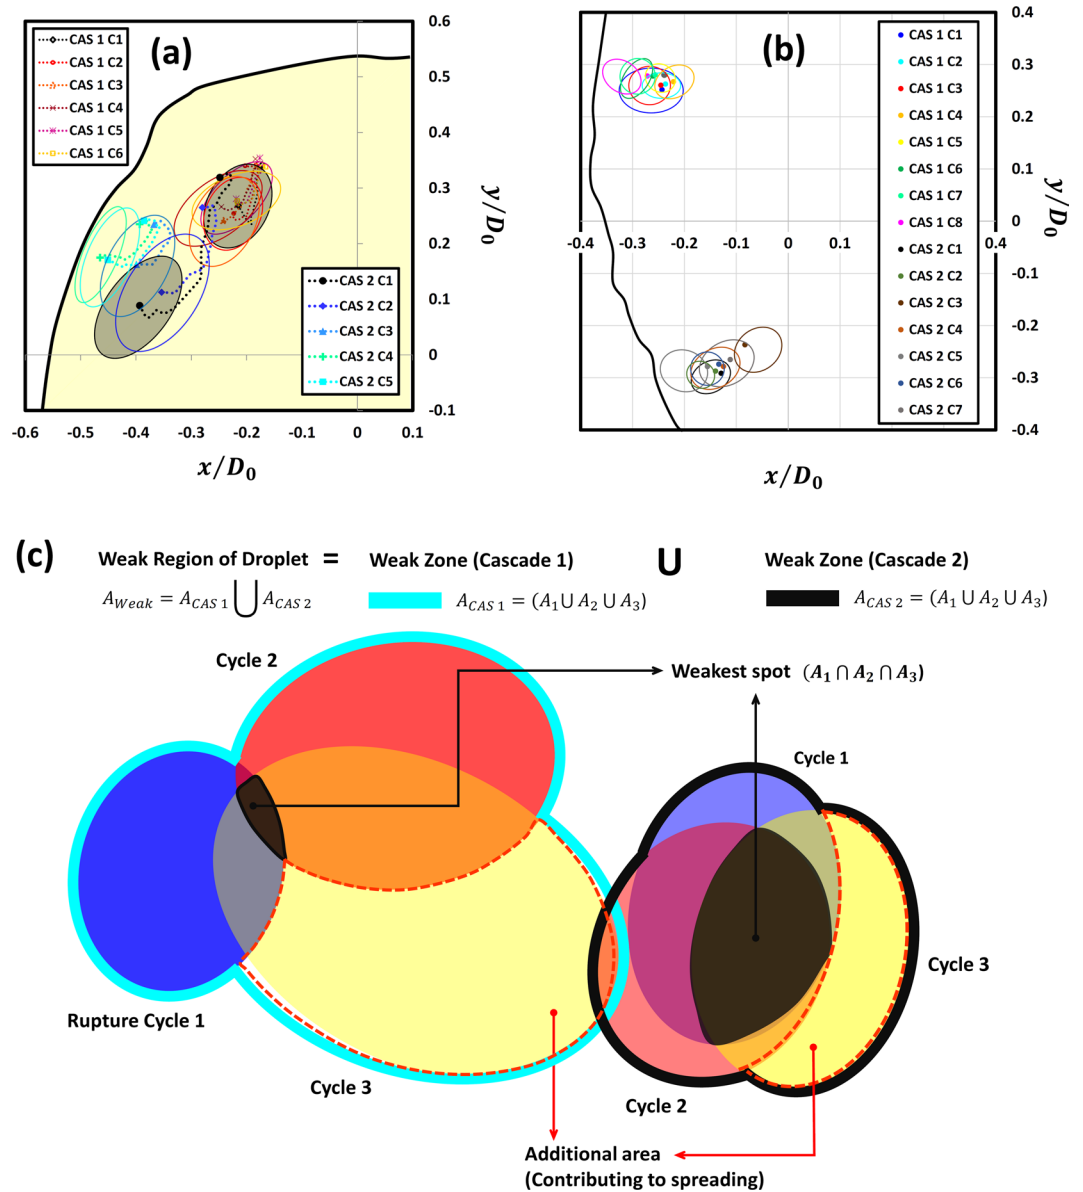 (a)
CAS 1 C1
CAS 1 C2
CAS 1 C3
CAS 1 C4
CAS 1 C5
CAS 1 C6
CAS 2 C1
CAS 2 C2
CAS 2 C3
CAS 2 C4
CAS 2 C5
0.6
0.5
0.4
0.3
0.2
0.1
0
-0.1
y/D0
-0.6 -0.5 -0.4 -0.3 -0.2 -0.1 0 0.1
x/D0
(b)
CAS 1 C1
CAS 1 C2
CAS 1 C3
CAS 1 C4
CAS 1 C5
CAS 1 C6
CAS 1 C7
CAS 1 C8
CAS 2 C1
CAS 2 C2
CAS 2 C3
CAS 2 C4
CAS 2 C5
CAS 2 C6
CAS 2 C7
0.4
0.3
0.2
0.1
0
-0.1
-0.2
-0.3
-0.4
y/D0
-0.4 -0.3 -0.2 -0.1 0 0.4
x/D0
(c)
Weak Region of Droplet = Weak Zone (Cascade 1) U Weak Zone (Cascade 2)
A_Weak = A_CAS 1 ⋃ A_CAS 2 A_CAS 1 = (A1 ∪ A2 ∪ A3) A_CAS 2 = (A1 ∪ A2 ∪ A3)
Cycle 2
Weakest spot (A1 ∩ A2 ∩ A3)
Cycle 1
Rupture Cycle 1
Cycle 3
Cycle 3
Cycle 2
Additional area
(Contributing to spreading)